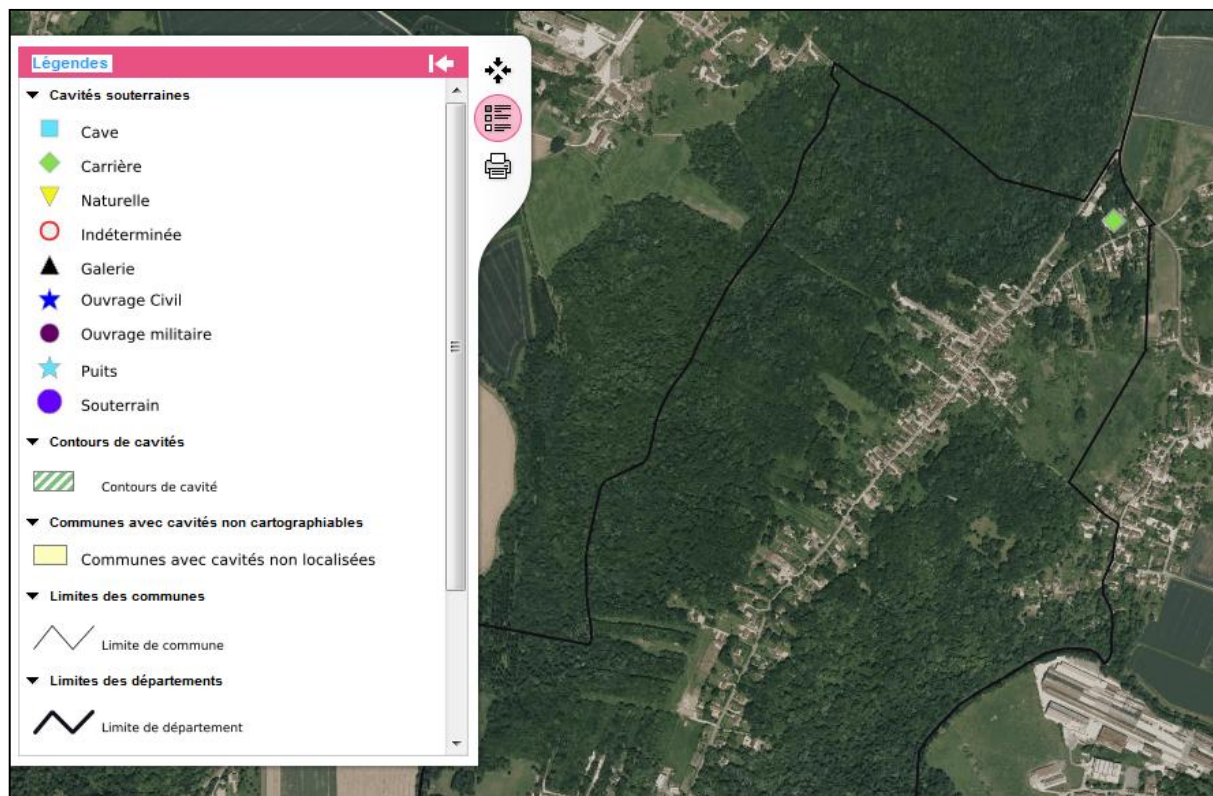 Légendes
Cavités souterraines
Cave
Carrière
Naturelle
Indéterminée
Galerie
Ouvrage Civil
Ouvrage militaire
Puits
Souterrain
Contours de cavités
Contours de cavité
Communes avec cavités non cartographiables
Communes avec cavités non localisées
Limites des communes
Limite de commune
Limites des départements
Limite de département